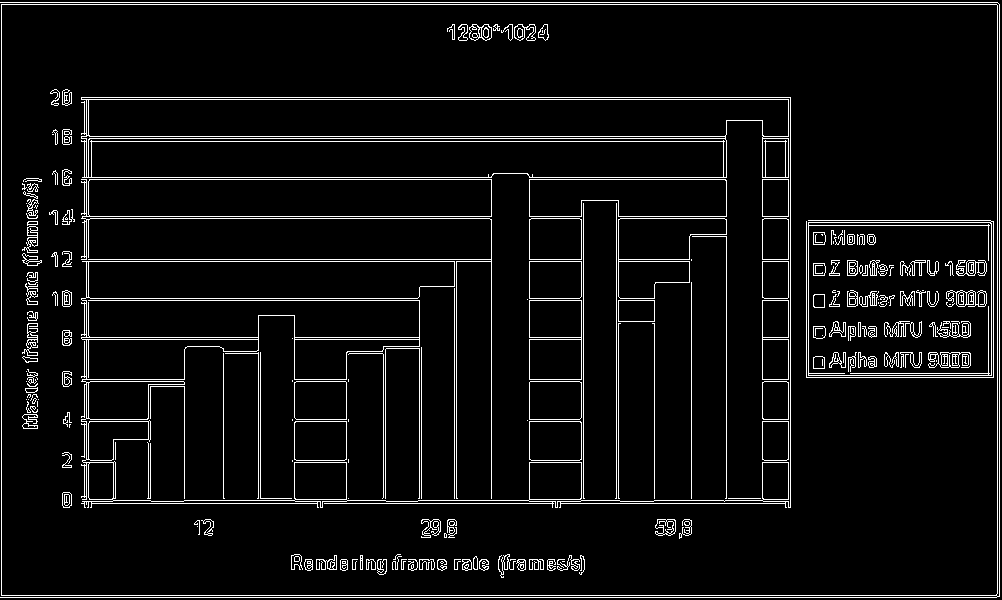 1280*1024
20
18
16
14
12
10
8
6
4
2
0
Master frame rate (frames/s)
12 29,8 59,8
Rendering frame rate (frames/s)
Mono
Z Buffer MTU 1500
Z Buffer MTU 9000
Alpha MTU 1500
Alpha MTU 9000